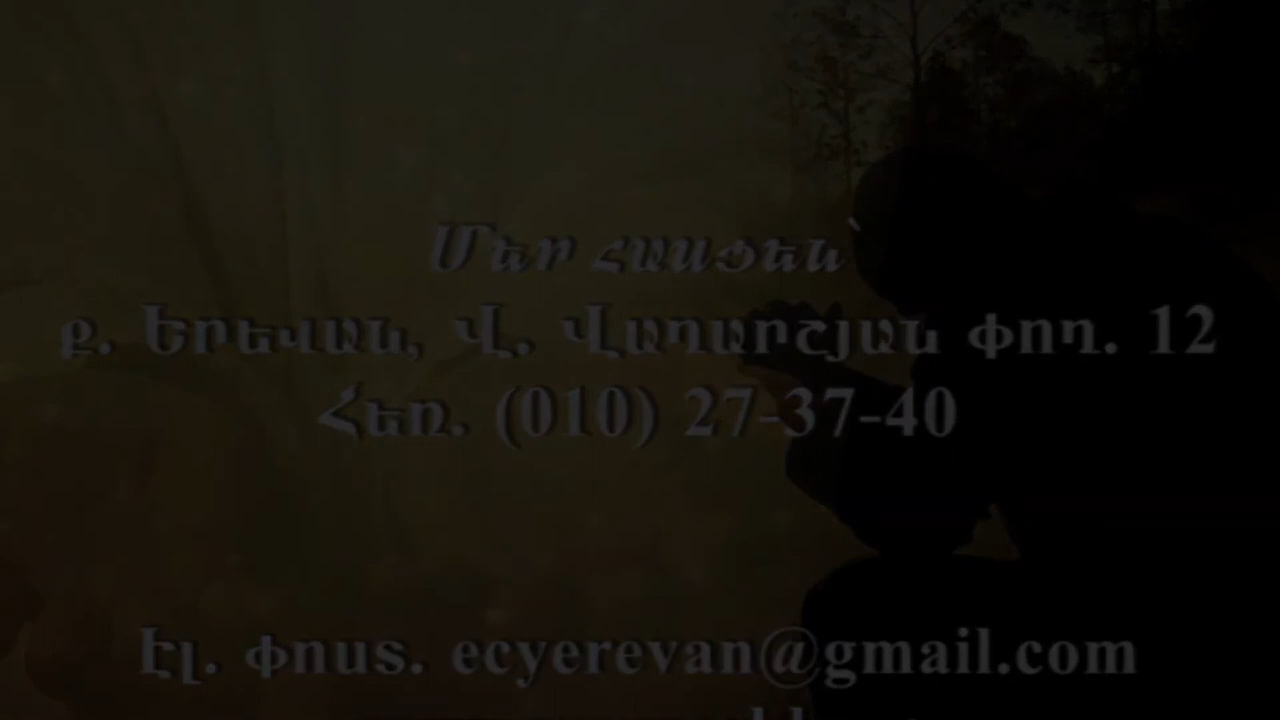 Մեր Հասցեն՝
ք. Երևան, Վ. Վաղարշյան փող. 12
Հեռ. (010) 27-37-40
Էլ. փոստ. ecyerevan@gmail.com